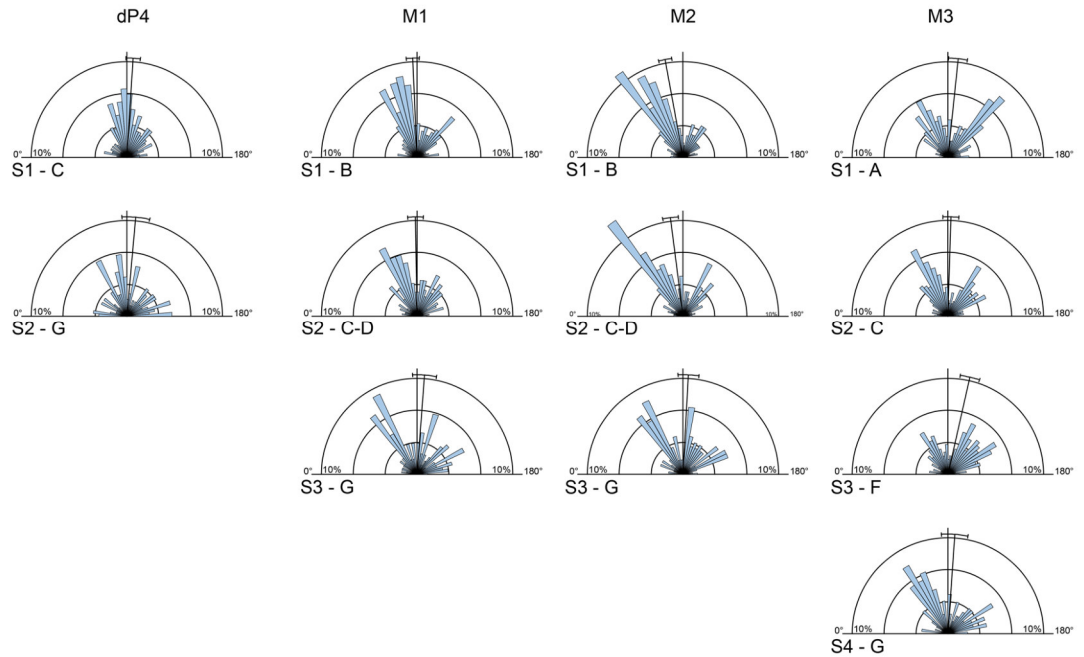 dP4 M1 M2 M3
0° 10% 10% 180° 0° 10% 10% 180° 0° 10% 10% 180° 0° 10% 10% 180°
S1 - C S1 - B S1 - B S1 - A
0° 10% 10% 180° 0° 10% 10% 180° 0° 10% 10% 180° 0° 10% 10% 180°
S2 - G S2 - C-D S2 - C-D S2 - C
0° 10% 10% 180° 0° 10% 10% 180° 0° 10% 10% 180°
S3 - G S3 - G S3 - F
0° 10% 10% 180°
S4 - G